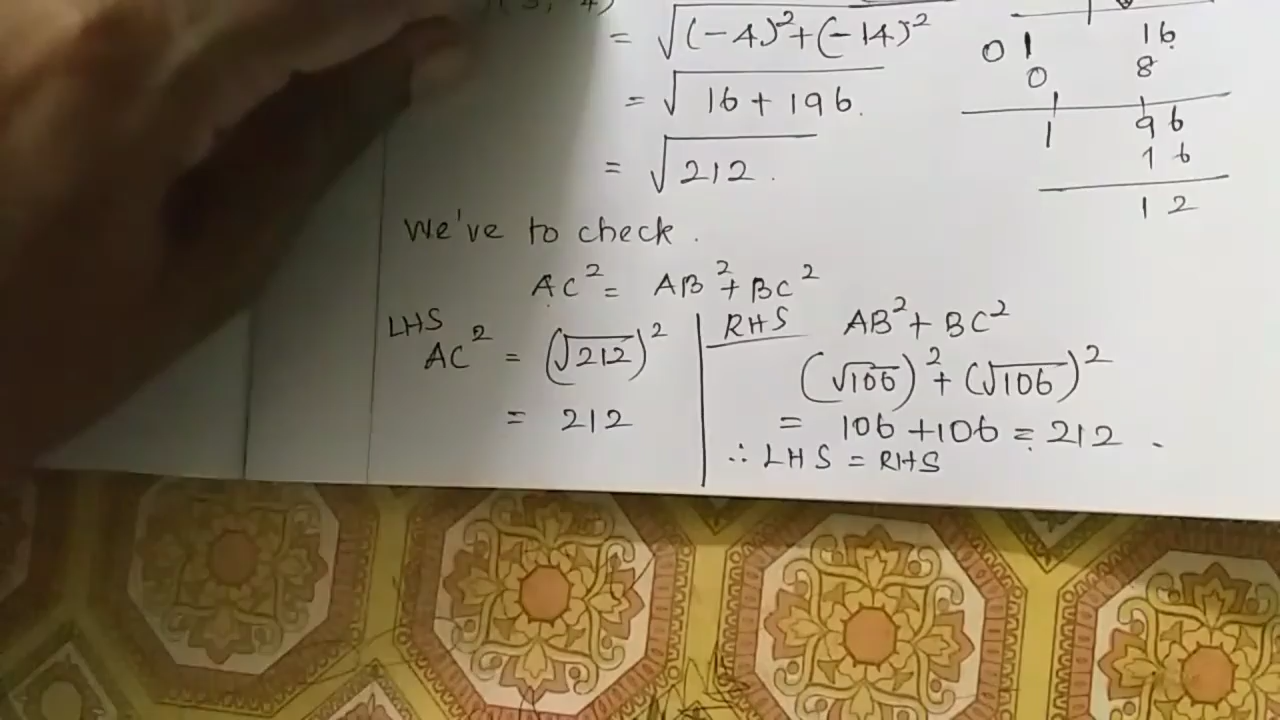 = √(-4)²+(-14)²
= √16 + 196.
= √212.
We've to check.
AC² = AB² + BC²
LHS
AC² = (√212)²
= 212
RHS AB² + BC²
(√106)² + (√106)²
= 106 + 106 = 212.
∴ LHS = RHS
0 1 16
0 8
1 96
16
12